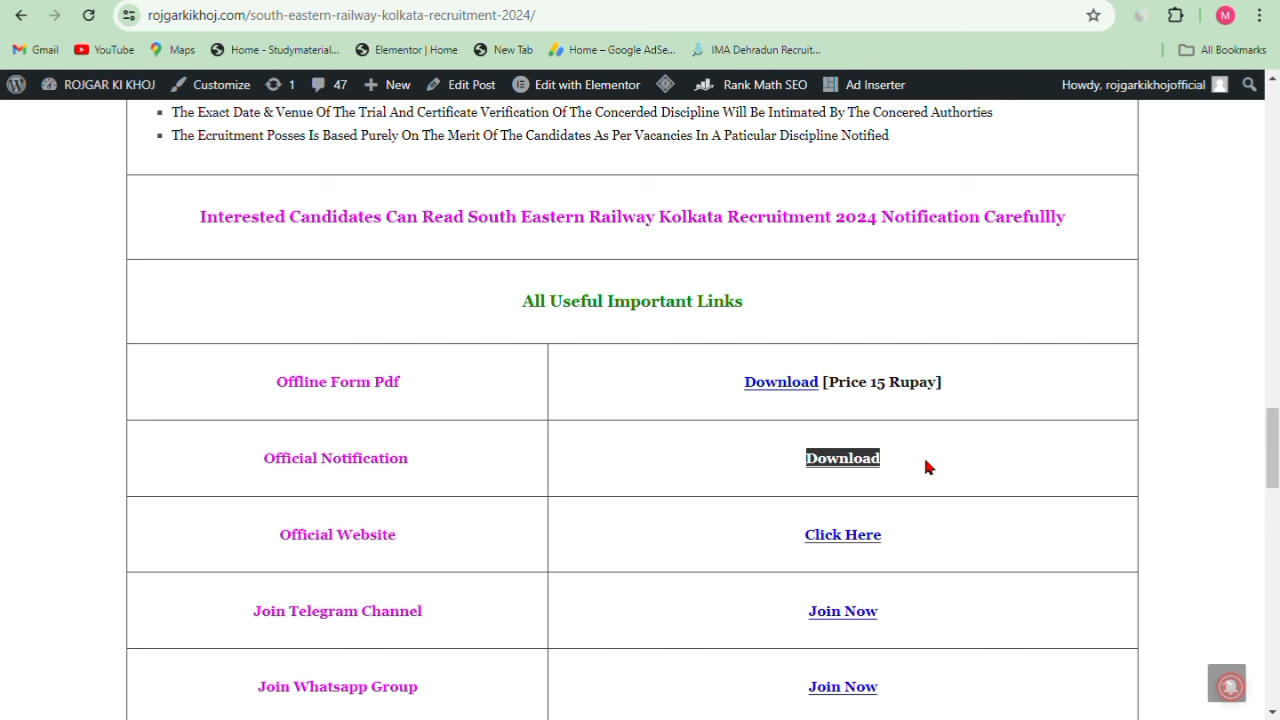 rojgarkikhoj.com/south-eastern-railway-kolkata-recruitment-2024/
M
Gmail YouTube Maps Home - Studymaterial... Elementor | Home New Tab Home – Google AdSe... IMA Dehradun Recruit... All Bookmarks
ROJGAR KI KHOJ Customize 1 47 New Edit Post Edit with Elementor Rank Math SEO Ad Inserter Howdy, rojgarkikhojofficial
The Exact Date & Venue Of The Trial And Certificate Verification Of The Concerded Discipline Will Be Intimated By The Concered Authorties
The Ecruitment Posses Is Based Purely On The Merit Of The Candidates As Per Vacancies In A Paticular Discipline Notified
Interested Candidates Can Read South Eastern Railway Kolkata Recruitment 2024 Notification Carefullly
All Useful Important Links
Offline Form Pdf Download [Price 15 Rupay]
Official Notification Download
Official Website Click Here
Join Telegram Channel Join Now
Join Whatsapp Group Join Now